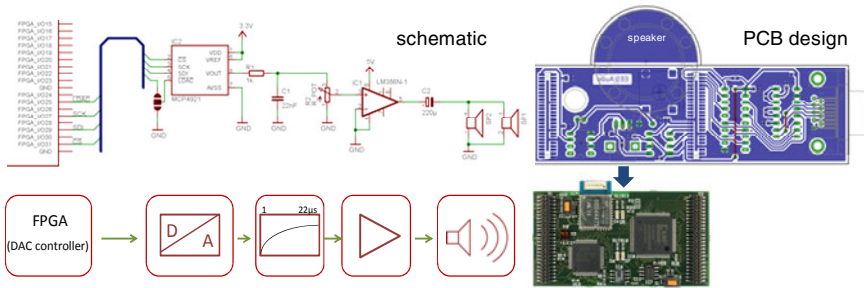 schematic
PCB design
speaker
FPGA_I/O15
FPGA_I/O16
FPGA_I/O17
FPGA_I/O18
FPGA_I/O19
FPGA_I/O20
FPGA_I/O21
FPGA_I/O22
FPGA_I/O23
GND
FPGA_I/O24
FPGA_I/O25
FPGA_I/O26
FPGA_I/O27
FPGA_I/O28
FPGA_I/O29
FPGA_I/O30
FPGA_I/O31
GND
SCK
SDI
CS
IC2
CS
SCK
SDI
LDAC
VDD
VREF
VOUT
AVSS
MCP4921
GND
GND
3.3V
R1
1k
C1
22nF
GND
R2
POT
GND
5V
IC1
LM386N-1
GND
C2
220µ
SP2
SP1
GND
FPGA
(DAC controller)
D
A
1
22µs